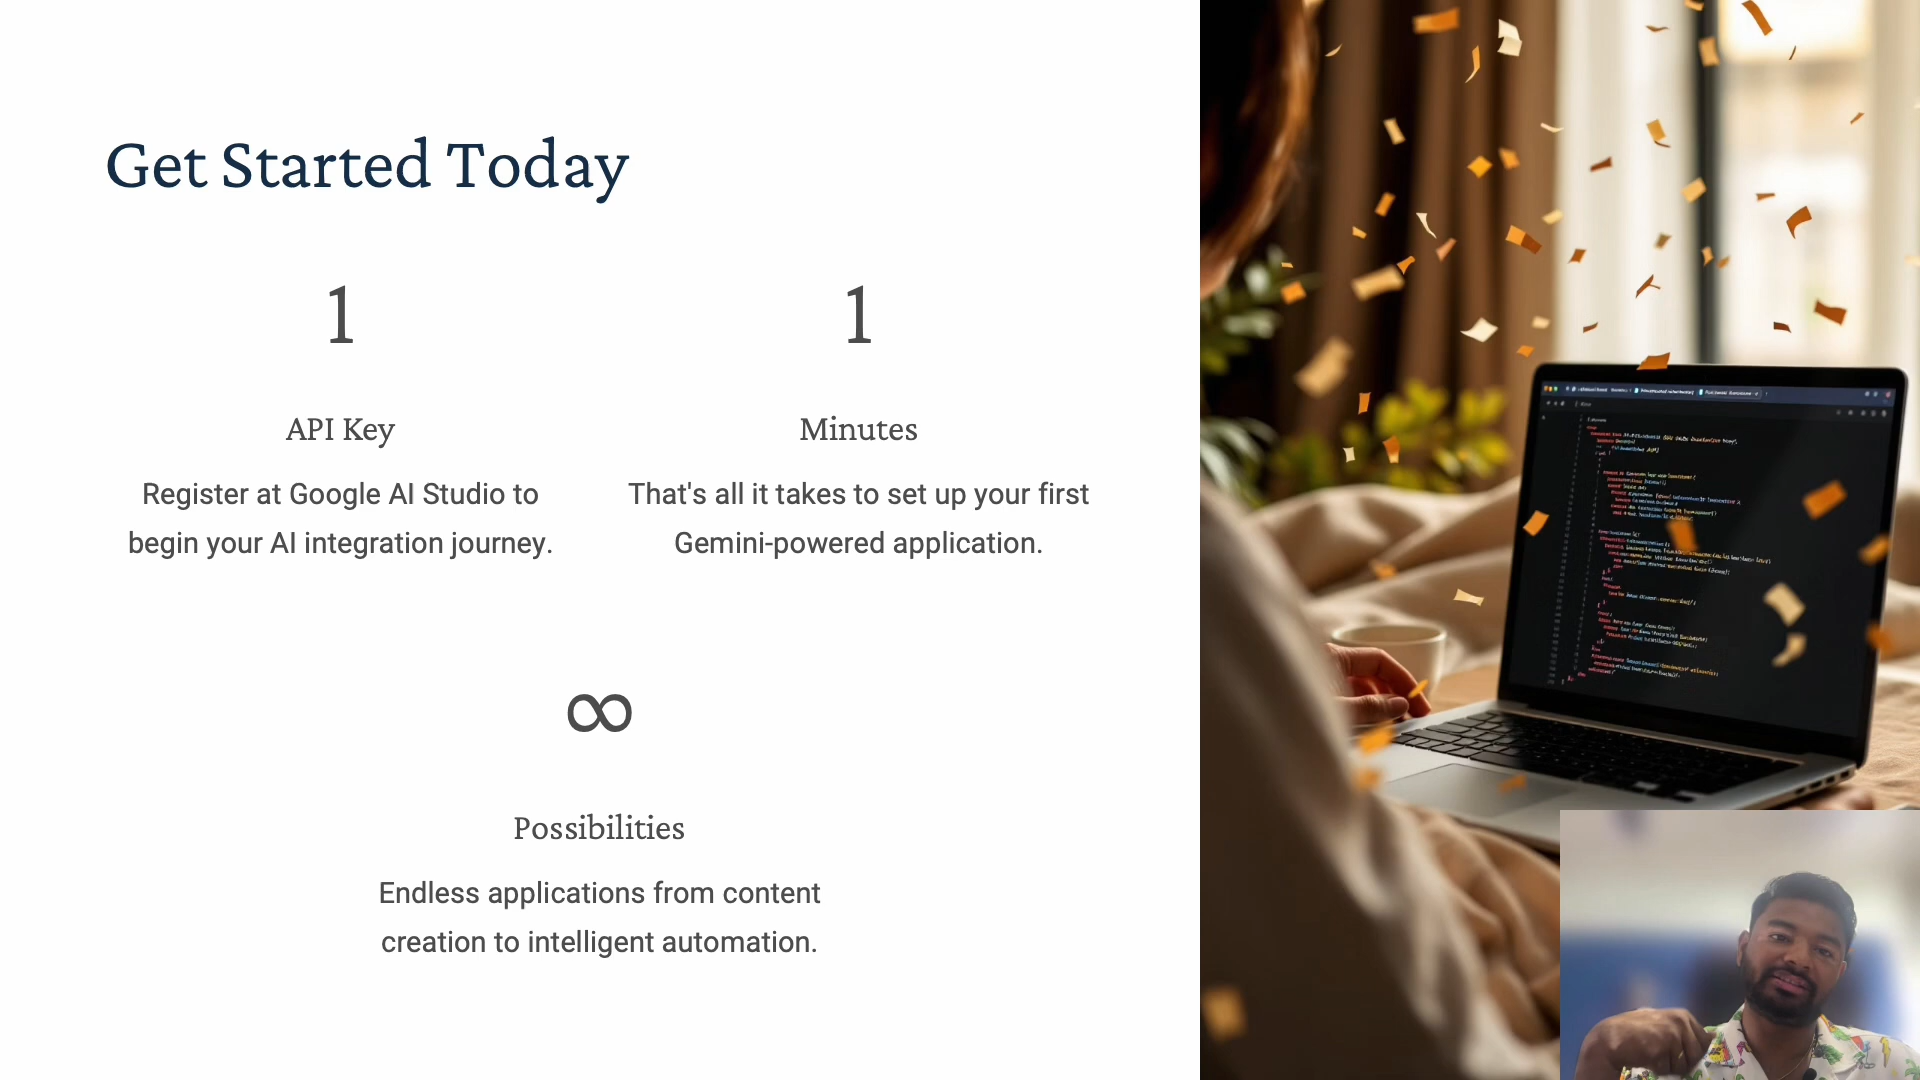 Get Started Today
1
API Key
Register at Google AI Studio to
begin your AI integration journey.
1
Minutes
That's all it takes to set up your first
Gemini-powered application.
∞
Possibilities
Endless applications from content
creation to intelligent automation.